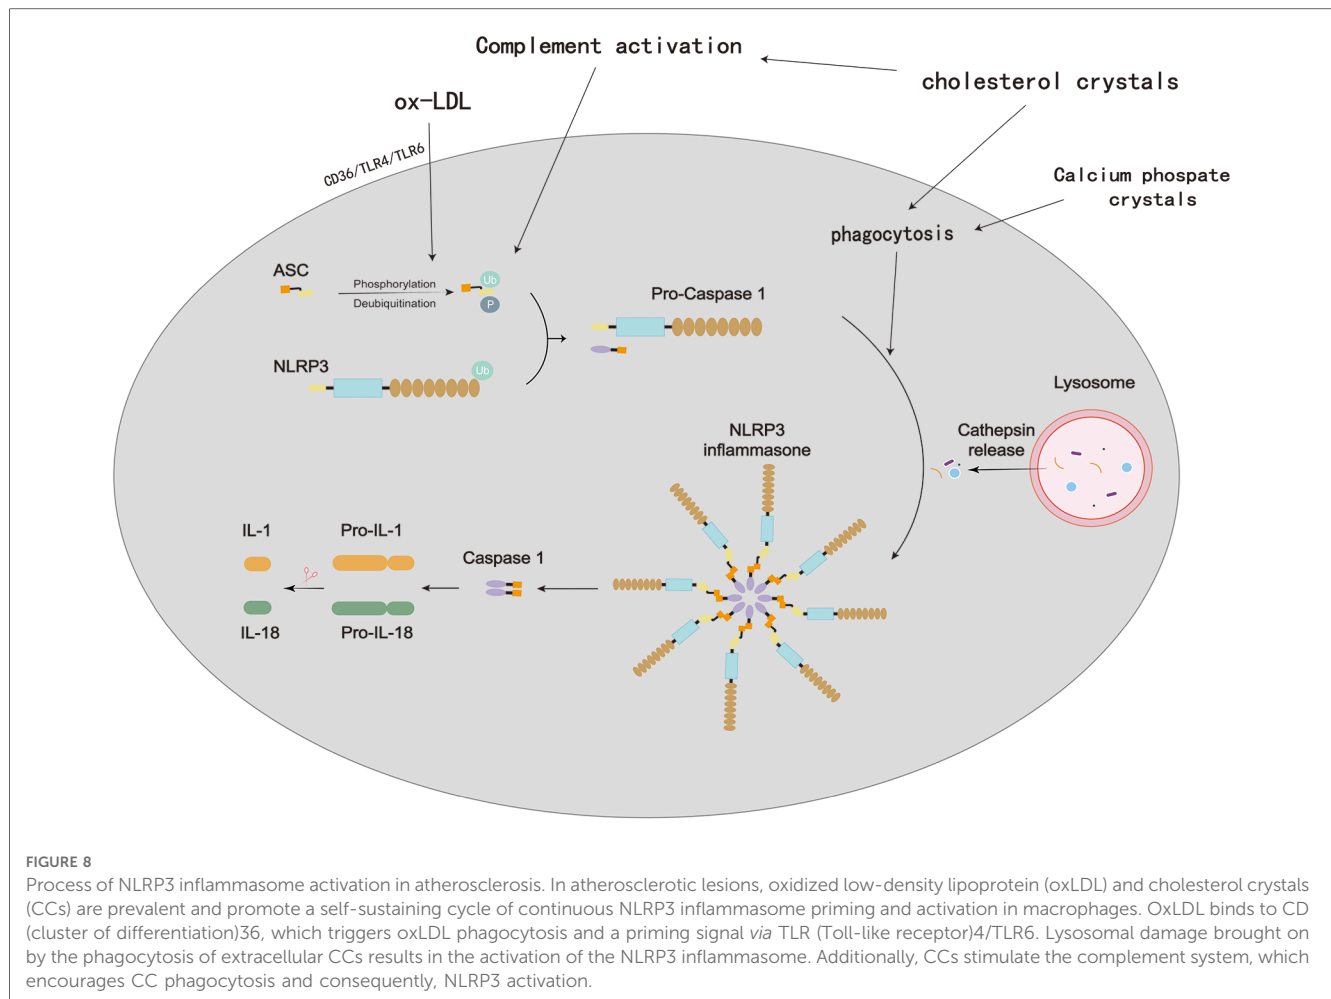 Complement activation
cholesterol crystals
ox-LDL
CD36/TLR4/TLR6
Calcium phospate
crystals
phagocytosis
ASC
Phosphorylation
Deubiquitination
Ub
P
Pro-Caspase 1
NLRP3
Ub
Lysosome
NLRP3
inflammasone
Cathepsin
release
IL-1
Pro-IL-1
Caspase 1
IL-18
Pro-IL-18
FIGURE 8
Process of NLRP3 inflammasome activation in atherosclerosis. In atherosclerotic lesions, oxidized low-density lipoprotein (oxLDL) and cholesterol crystals
(CCs) are prevalent and promote a self-sustaining cycle of continuous NLRP3 inflammasome priming and activation in macrophages. OxLDL binds to CD
(cluster of differentiation)36, which triggers oxLDL phagocytosis and a priming signal via TLR (Toll-like receptor)4/TLR6. Lysosomal damage brought on
by the phagocytosis of extracellular CCs results in the activation of the NLRP3 inflammasome. Additionally, CCs stimulate the complement system, which
encourages CC phagocytosis and consequently, NLRP3 activation.